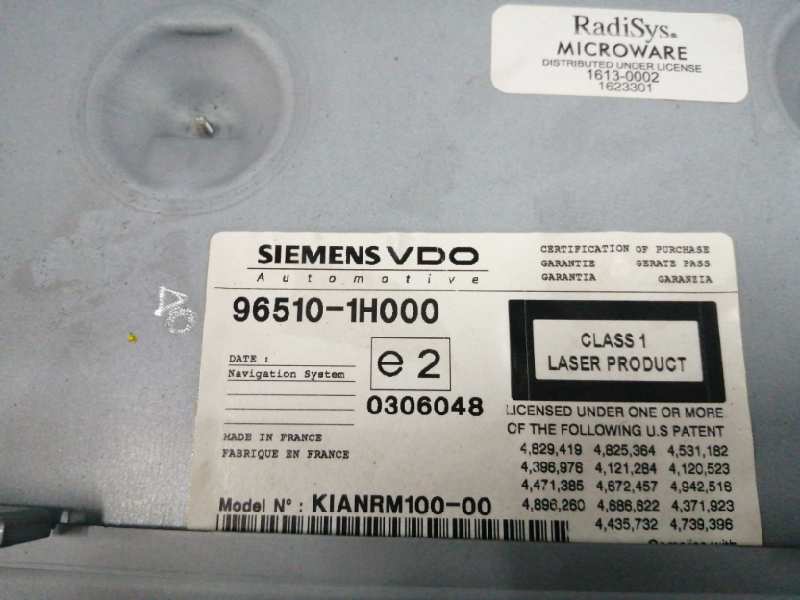 RadiSys®
MICROWARE
DISTRIBUTED UNDER LICENSE
1613-0002
1623301
SIEMENS VDO
Automotive
CERTIFICATION OF PURCHASE
GARANTIE GERATE PASS
GARANTIA GARANZIA
96510-1H000
DATE :
Navigation System
e2
0306048
CLASS 1
LASER PRODUCT
LICENSED UNDER ONE OR MORE
OF THE FOLLOWING U.S PATENT
4,829,419 4,825,364 4,531,182
4,396,976 4,121,284 4,120,523
4,471,385 4,672,457 4,942,516
4,896,260 4,686,622 4,371,923
4,435,732 4,739,396
MADE IN FRANCE
FABRIQUE EN FRANCE
Model N° : KIANRM100-00
Complies with